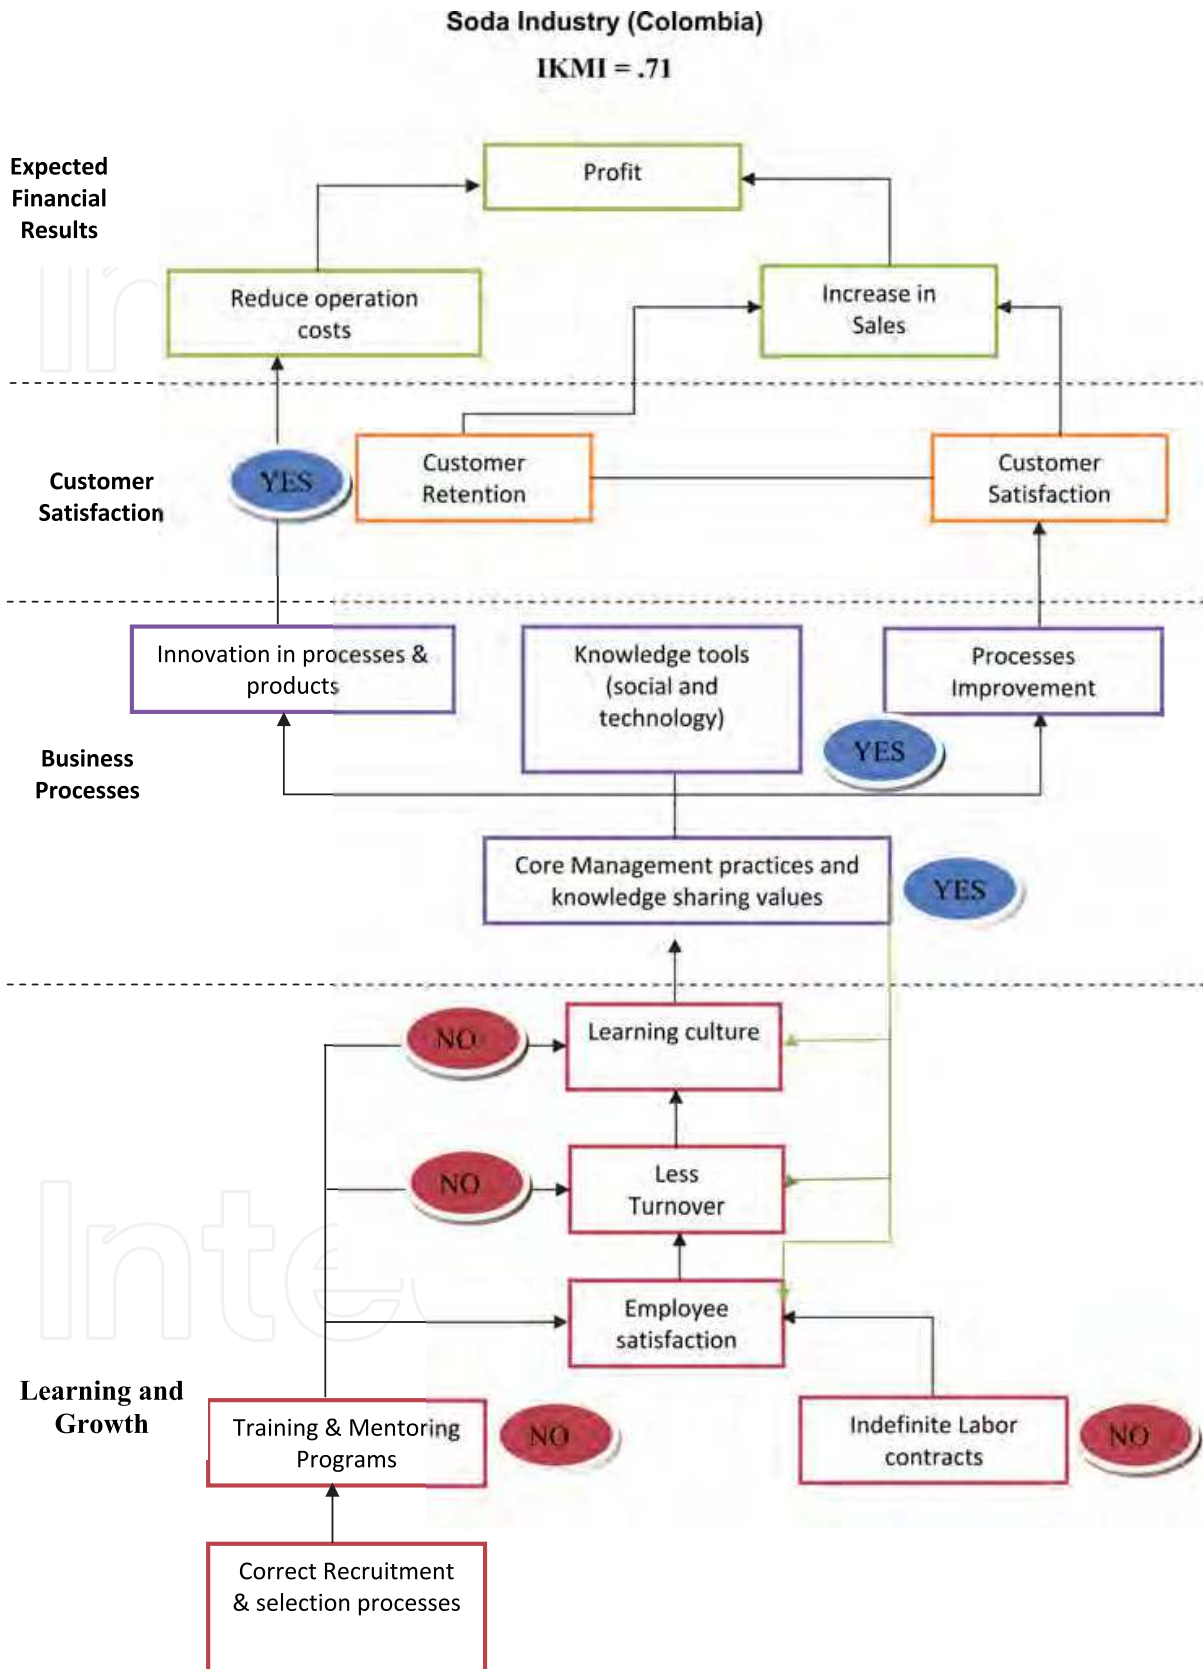 Soda Industry (Colombia)
IKMI = .71
Expected
Financial
Results
Profit
Reduce operation
costs
Increase in
Sales
Customer
Satisfaction
YES
Customer
Retention
Customer
Satisfaction
Innovation in processes &
products
Knowledge tools
(social and
technology)
Processes
Improvement
YES
Business
Processes
Core Management practices and
knowledge sharing values
YES
NO
Learning culture
NO
Less
Turnover
Employee
satisfaction
Learning and
Growth
Training & Mentoring
Programs
NO
Indefinite Labor
contracts
NO
Correct Recruitment
& selection processes